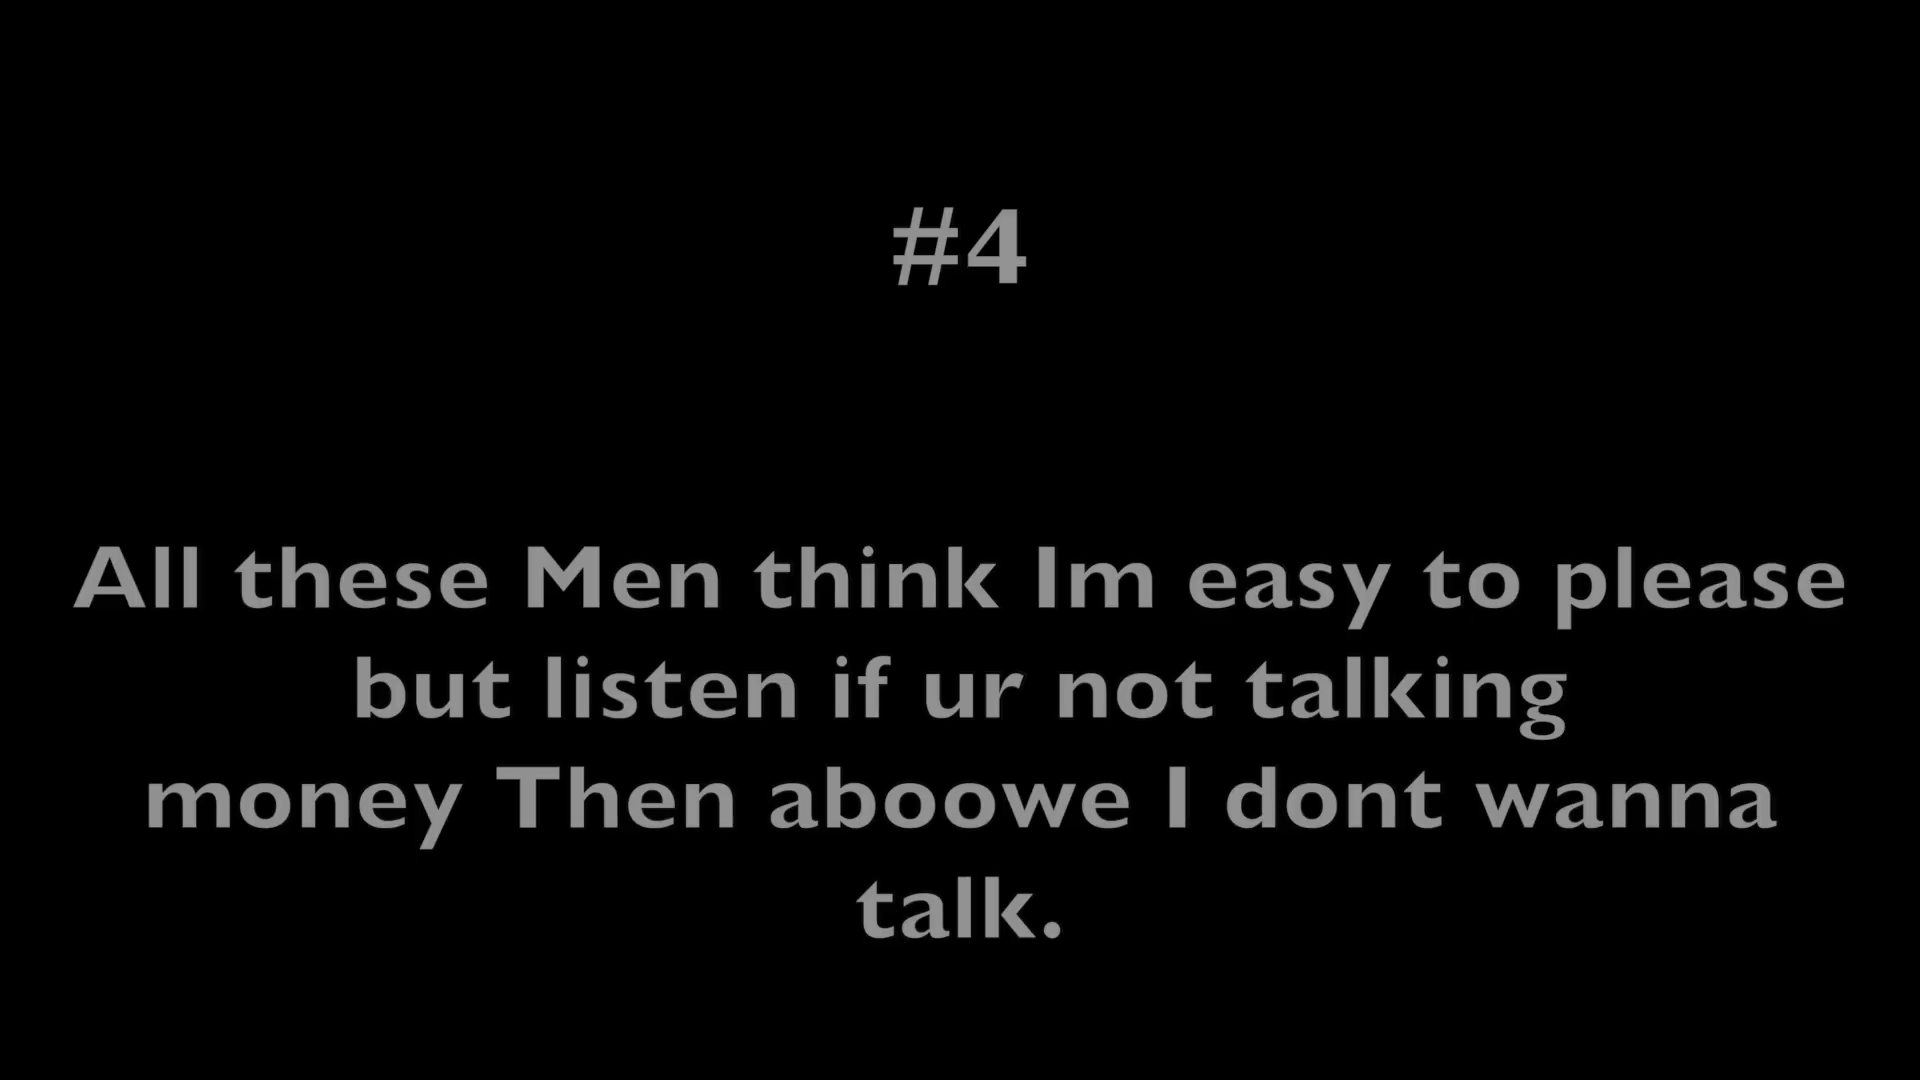 #4
All these Men think Im easy to please
but listen if ur not talking
money Then aboowe I dont wanna
talk.